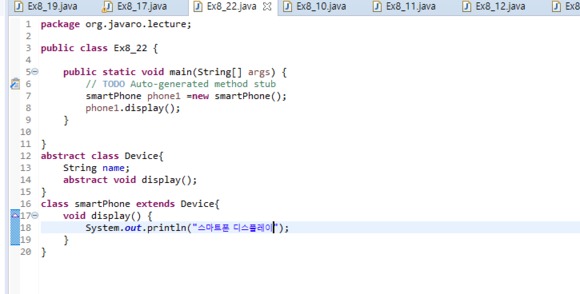 Ex8_19.java Ex8_17.java Ex8_22.java Ex8_10.java Ex8_11.java Ex8_12.java
1 package org.javaro.lecture;
2
3 public class Ex8_22 {
4
5 public static void main(String[] args) {
6 // TODO Auto-generated method stub
7 smartPhone phone1 =new smartPhone();
8 phone1.display();
9 }
10
11 }
12 abstract class Device{
13 String name;
14 abstract void display();
15 }
16 class smartPhone extends Device{
17 void display() {
18 System.out.println("스마트폰 디스플레이");
19 }
20 }